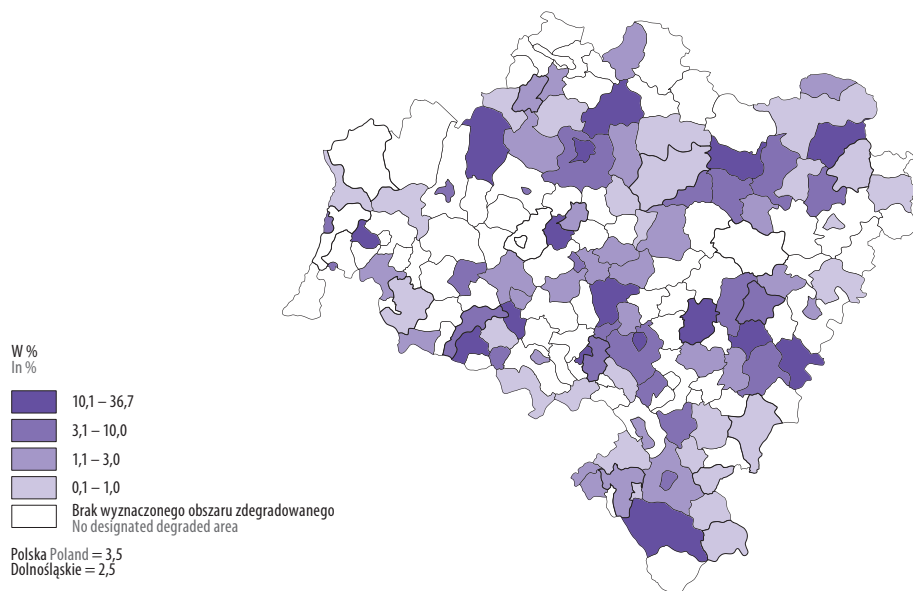 W %
In %
10,1 – 36,7
3,1 – 10,0
1,1 – 3,0
0,1 – 1,0
Brak wyznaczonego obszaru zdegradowanego
No designated degraded area
Polska Poland = 3,5
Dolnośląskie = 2,5